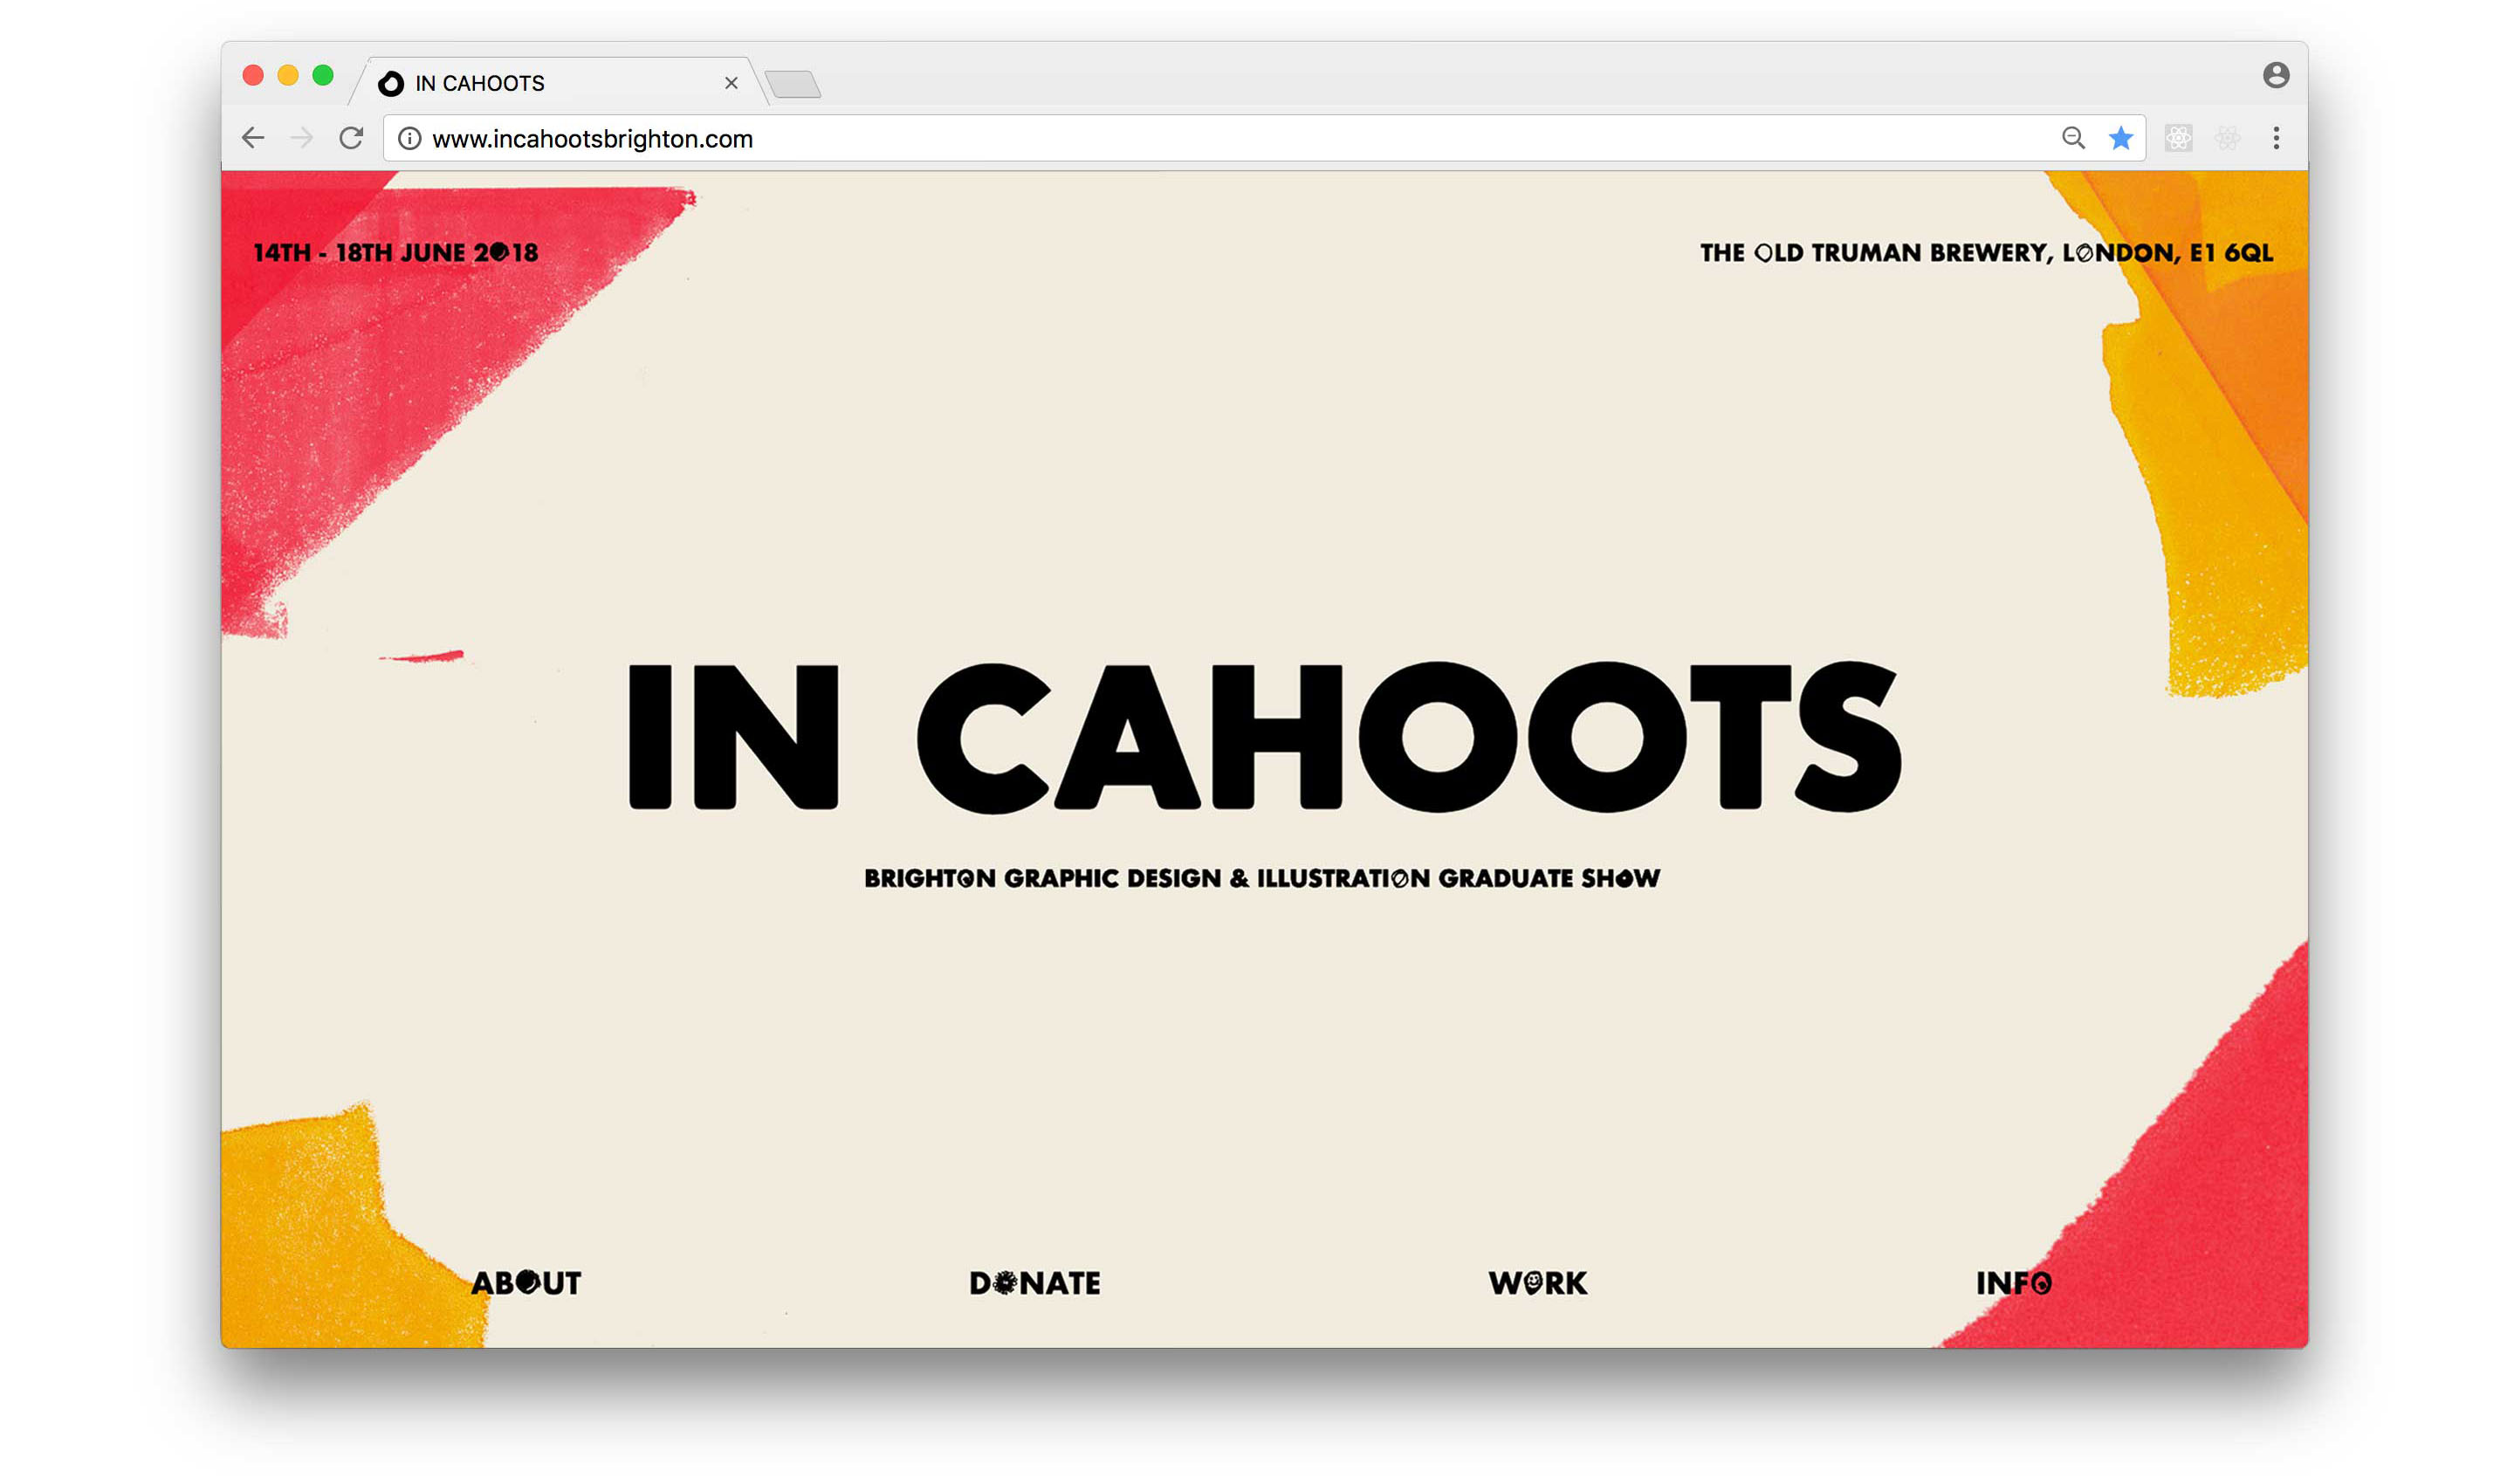 IN CAHOOTS
www.incahootsbrighton.com
14TH - 18TH JUNE 2018
THE OLD TRUMAN BREWERY, LONDON, E1 6QL
IN CAHOOTS
BRIGHTON GRAPHIC DESIGN & ILLUSTRATION GRADUATE SHOW
ABOUT
DONATE
WORK
INFO